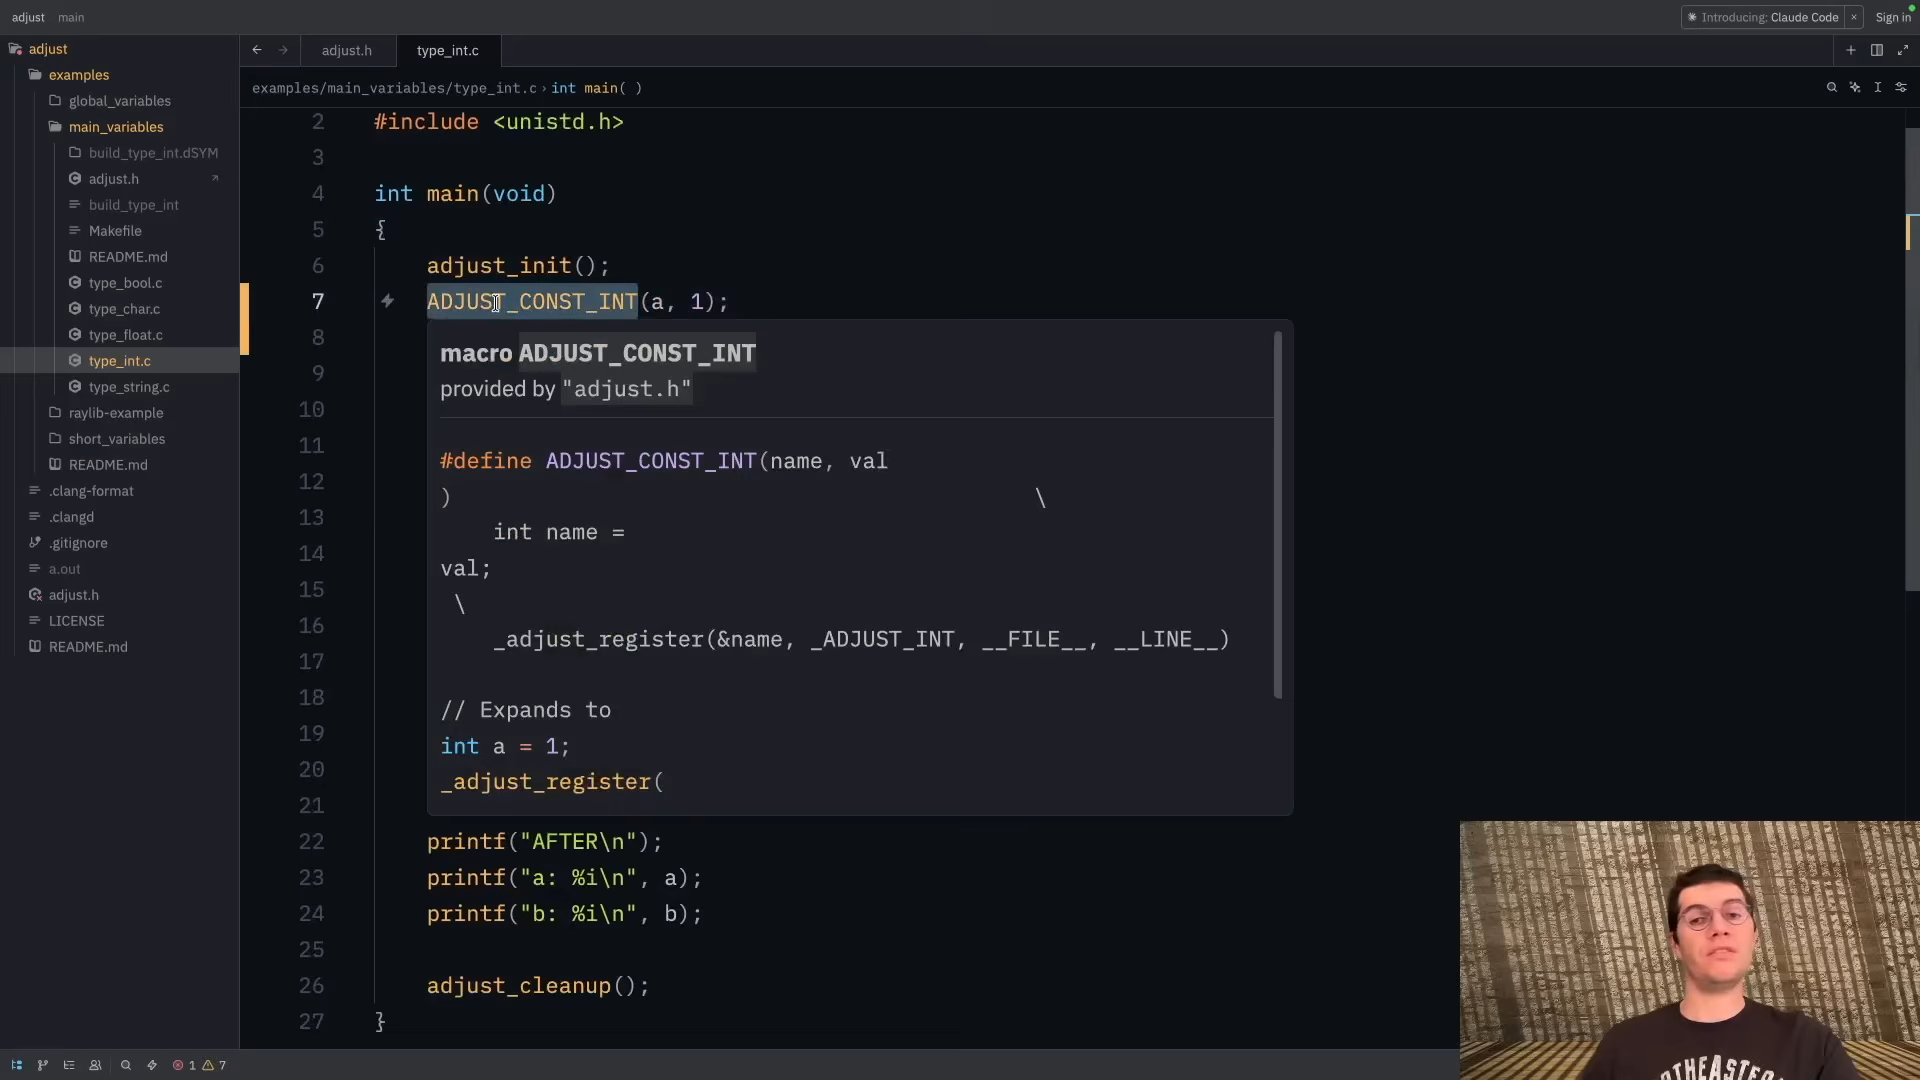 adjust main
Introducing: Claude Code × Sign in
adjust
examples
global_variables
main_variables
build_type_int.dSYM
adjust.h
build_type_int
Makefile
README.md
type_bool.c
type_char.c
type_float.c
type_int.c
type_string.c
raylib-example
short_variables
README.md
.clang-format
.clangd
.gitignore
a.out
adjust.h
LICENSE
README.md
adjust.h type_int.c
examples/main_variables/type_int.c › int main( )
2 #include <unistd.h>
3
4 int main(void)
5 {
6 adjust_init();
7 ADJUST_CONST_INT(a, 1);
8
9
10
11
12
13
14
15
16
17
18
19
20
21
macro ADJUST_CONST_INT
provided by "adjust.h"
#define ADJUST_CONST_INT(name, val
) \
int name =
val;
\
_adjust_register(&name, _ADJUST_INT, __FILE__, __LINE__)
// Expands to
int a = 1;
_adjust_register(
22 printf("AFTER\n");
23 printf("a: %i\n", a);
24 printf("b: %i\n", b);
25
26 adjust_cleanup();
27 }
1 7